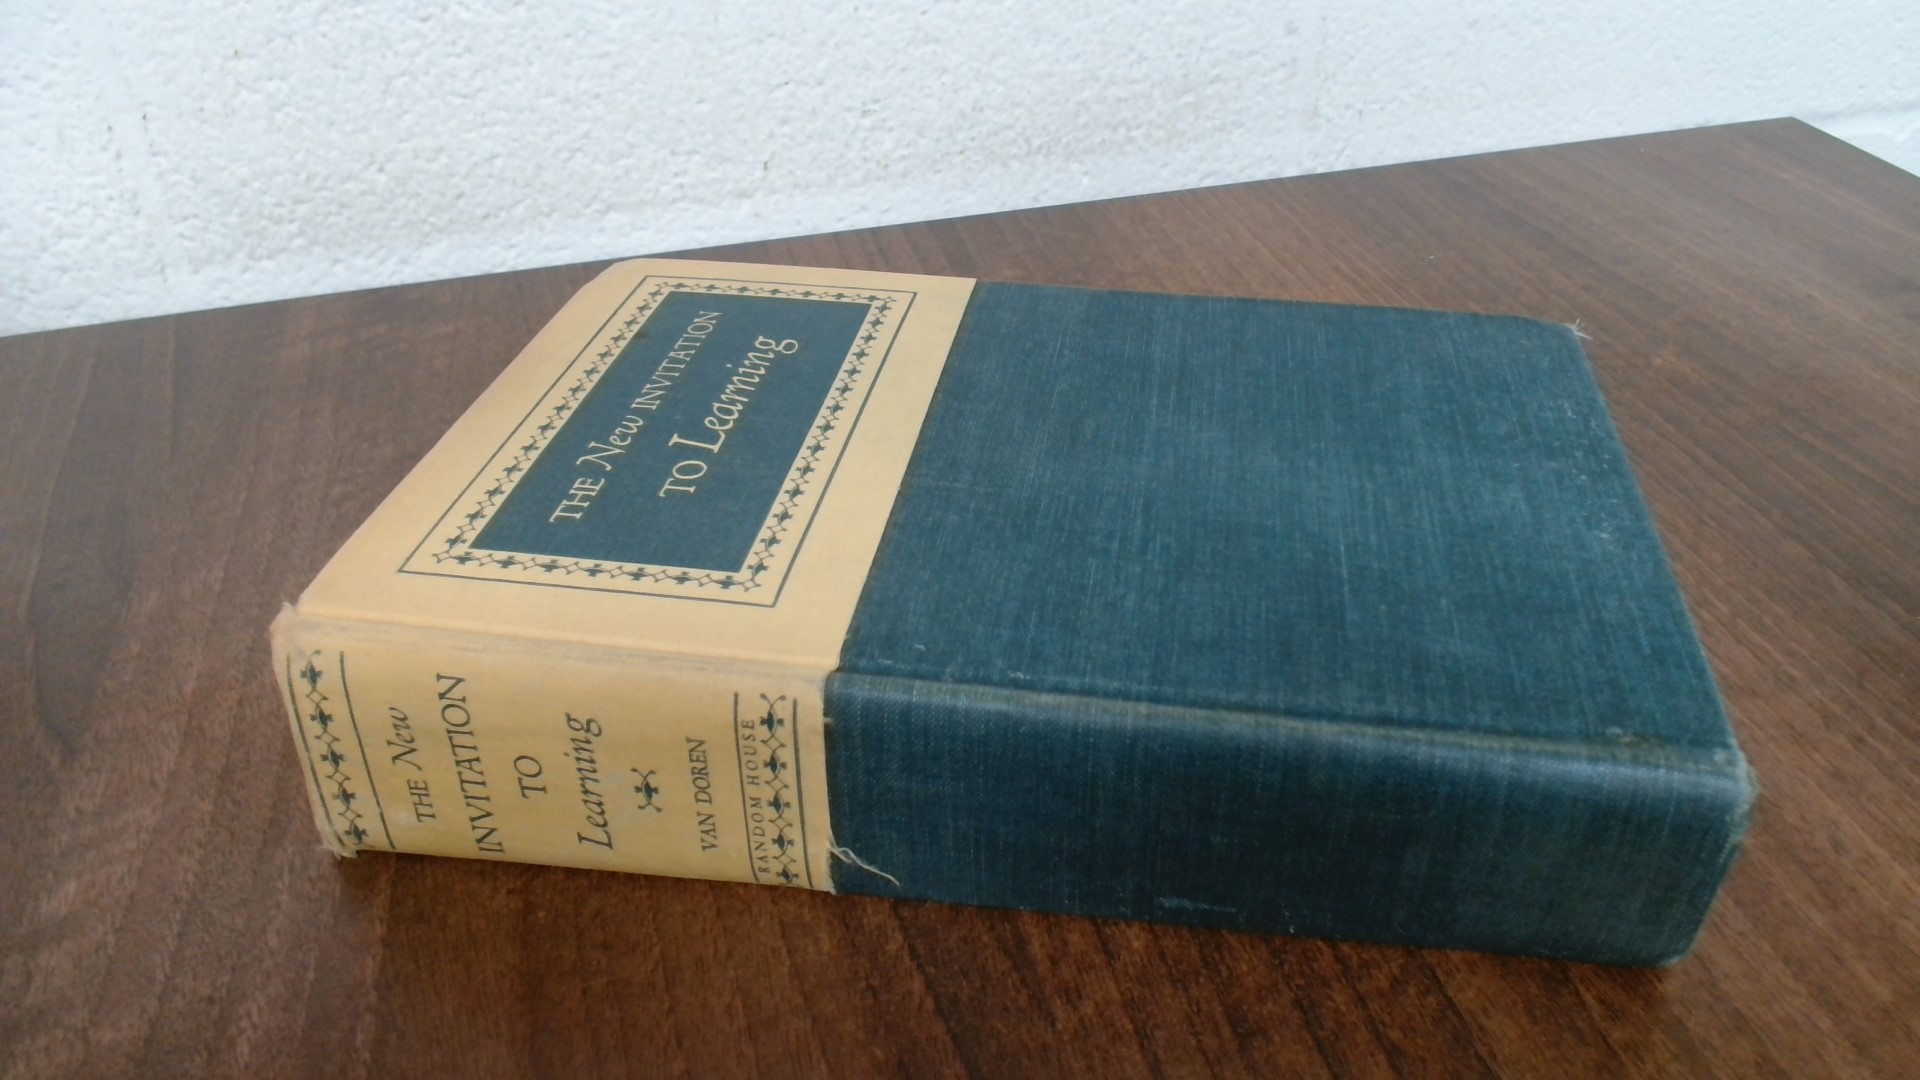 THE New INVITATION
TO Learning
THE New
INVITATION
TO
Learning
VAN DOREN
RANDOM HOUSE